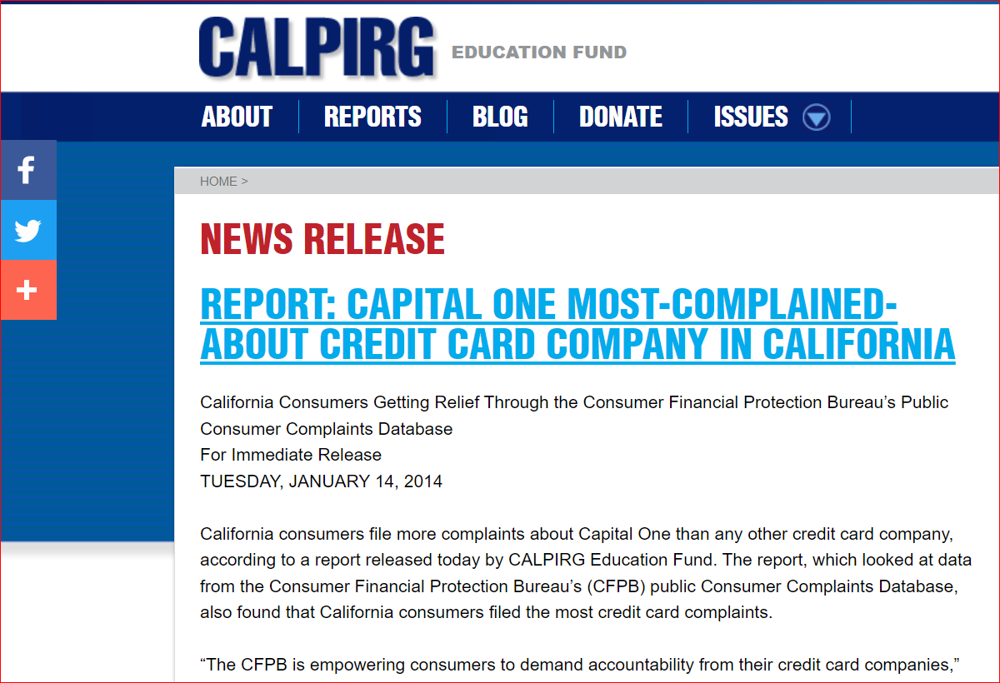 CALPIRG EDUCATION FUND
ABOUT REPORTS BLOG DONATE ISSUES
HOME >
NEWS RELEASE
REPORT: CAPITAL ONE MOST-COMPLAINED-
ABOUT CREDIT CARD COMPANY IN CALIFORNIA
California Consumers Getting Relief Through the Consumer Financial Protection Bureau’s Public
Consumer Complaints Database
For Immediate Release
TUESDAY, JANUARY 14, 2014
California consumers file more complaints about Capital One than any other credit card company,
according to a report released today by CALPIRG Education Fund. The report, which looked at data
from the Consumer Financial Protection Bureau’s (CFPB) public Consumer Complaints Database,
also found that California consumers filed the most credit card complaints.
“The CFPB is empowering consumers to demand accountability from their credit card companies,”